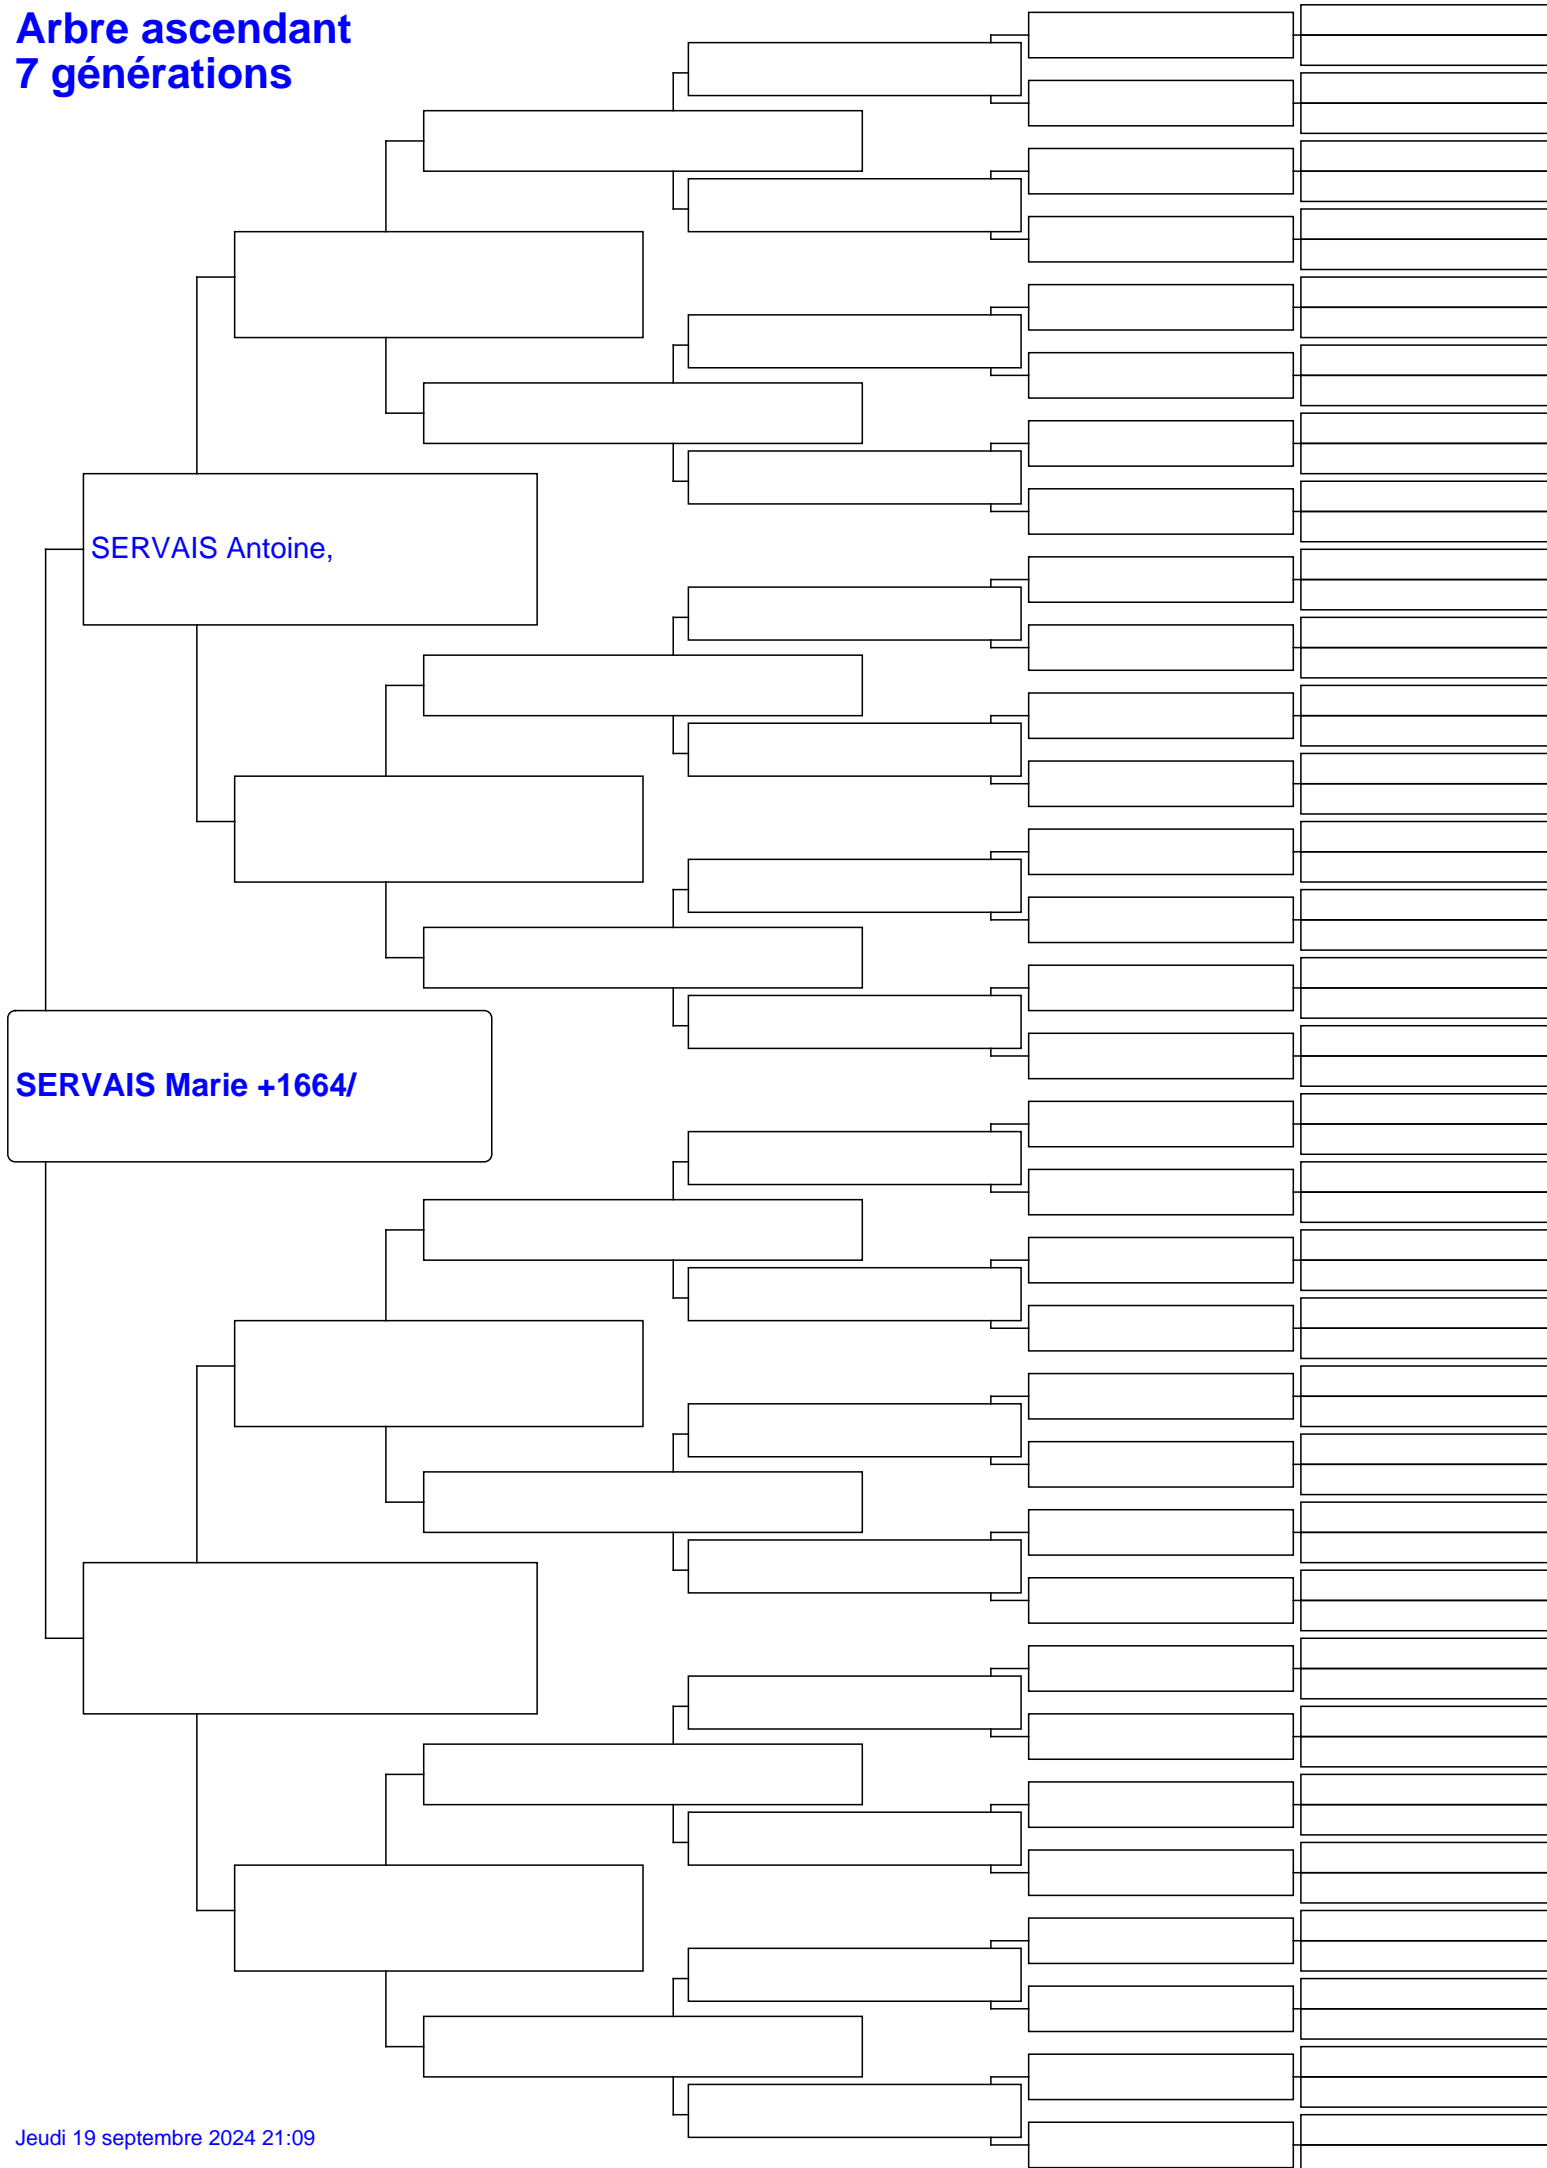 Arbre ascendant
7 générations
SERVAIS Antoine,
SERVAIS Marie +1664/
Jeudi 19 septembre 2024 21:09